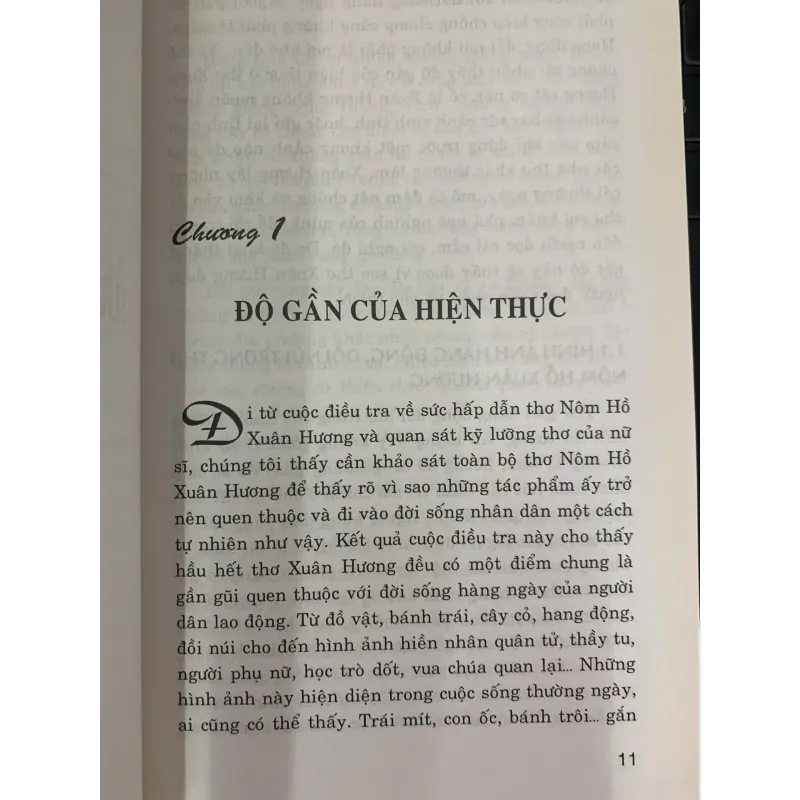 Chương 1
ĐỘ GẦN CỦA HIỆN THỰC
Đi từ cuộc điều tra về sức hấp dẫn thơ Nôm Hồ
Xuân Hương và quan sát kỹ lưỡng thơ của nữ
sĩ, chúng tôi thấy cần khảo sát toàn bộ thơ Nôm Hồ
Xuân Hương để thấy rõ vì sao những tác phẩm ấy trở
nên quen thuộc và đi vào đời sống nhân dân một cách
tự nhiên như vậy. Kết quả cuộc điều tra này cho thấy
hầu hết thơ Xuân Hương đều có một điểm chung là
gần gũi quen thuộc với đời sống hàng ngày của người
dân lao động. Từ đồ vật, bánh trái, cây cỏ, hang động,
đồi núi cho đến hình ảnh hiền nhân quân tử, thầy tu,
người phụ nữ, học trò dốt, vua chúa quan lại... Những
hình ảnh này hiện diện trong cuộc sống thường ngày,
ai cũng có thể thấy. Trái mít, con ốc, bánh trôi... gắn
11